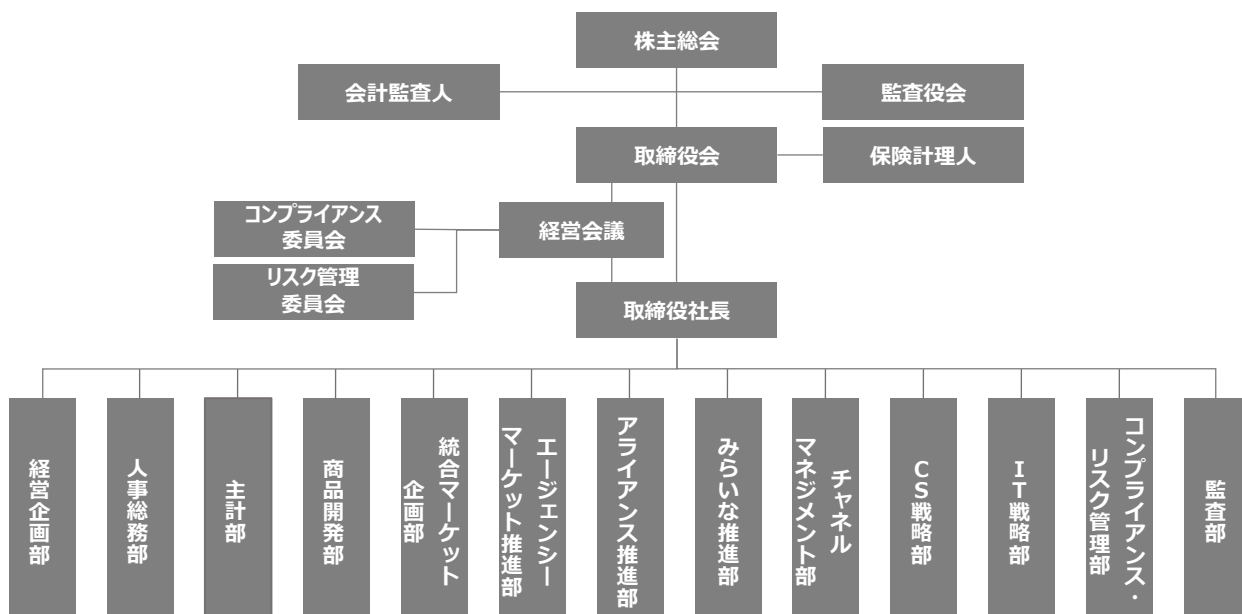 株主総会
会計監査人
監査役会
取締役会
保険計理人
コンプライアンス
委員会
経営会議
リスク管理
委員会
取締役社長
経営企画部
人事総務部
主計部
商品開発部
統合マーケット
企画部
エージェンシー
マーケット推進部
アライアンス推進部
みらいな推進部
チャネル
マネジメント部
CS戦略部
IT戦略部
コンプライアンス・
リスク管理部
監査部